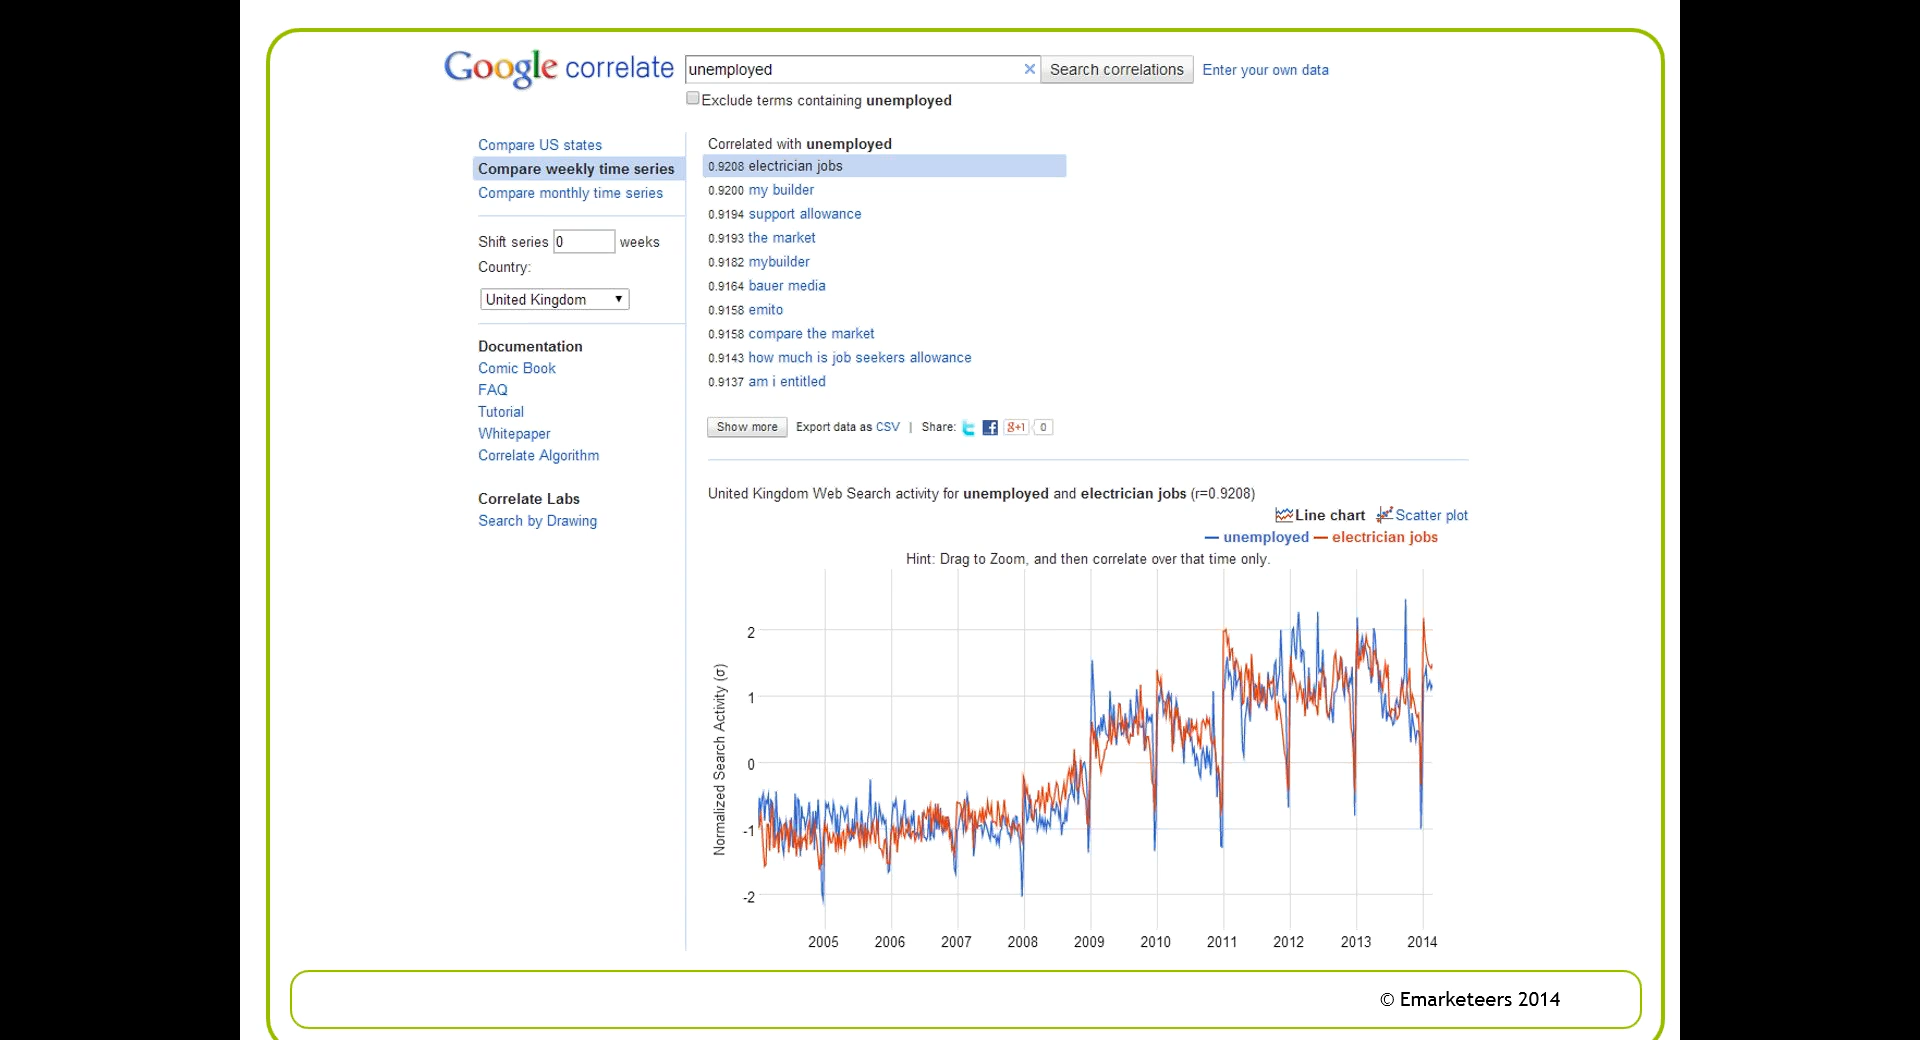 Google correlate
unemployed
Search correlations
Enter your own data
Exclude terms containing unemployed
Compare US states
Compare weekly time series
Compare monthly time series
Shift series 0 weeks
Country:
United Kingdom
Documentation
Comic Book
FAQ
Tutorial
Whitepaper
Correlate Algorithm
Correlate Labs
Search by Drawing
Correlated with unemployed
0.9208 electrician jobs
0.9200 my builder
0.9194 support allowance
0.9193 the market
0.9182 mybuilder
0.9164 bauer media
0.9158 emito
0.9158 compare the market
0.9143 how much is job seekers allowance
0.9137 am i entitled
Show more Export data as CSV | Share: g+1 0
United Kingdom Web Search activity for unemployed and electrician jobs (r=0.9208)
Line chart Scatter plot
unemployed electrician jobs
Hint: Drag to Zoom, and then correlate over that time only.
Normalized Search Activity (σ)
2
1
0
-1
-2
2005 2006 2007 2008 2009 2010 2011 2012 2013 2014
© Emarketeers 2014